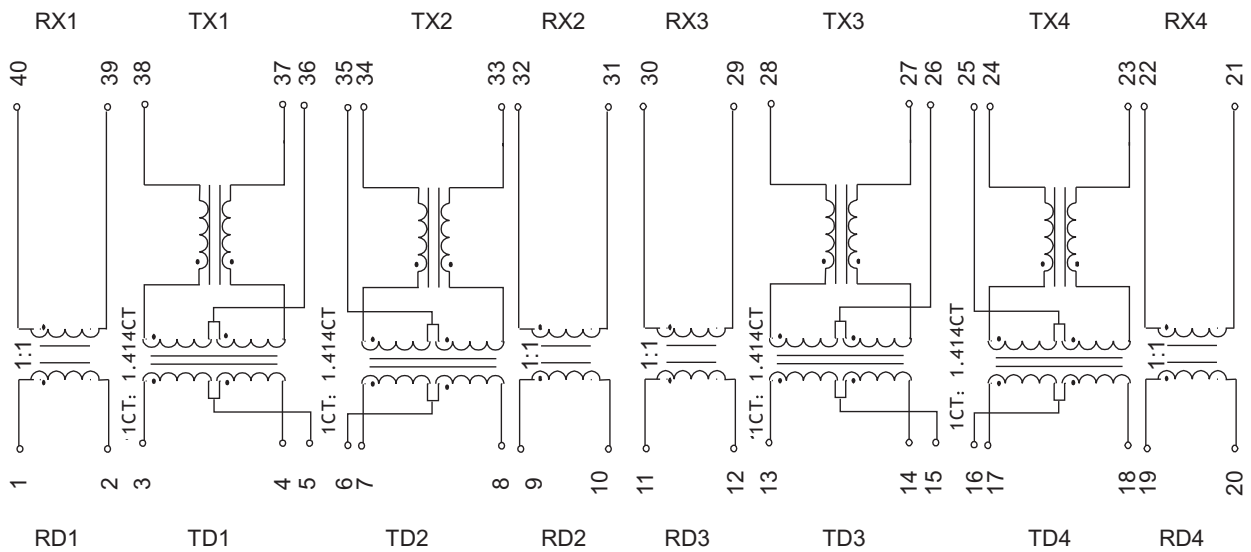 RX1 TX1 TX2 RX2 RX3 TX3 TX4 RX4
40 39 38 37 36 35 34 33 32 31 30 29 28 27 26 25 24 23 22 21
1:1 1CT: 1.414CT 1CT: 1.414CT 1:1 1:1 1CT: 1.414CT 1CT: 1.414CT 1:1
1 2 3 4 5 6 7 8 9 10 11 12 13 14 15 16 17 18 19 20
RD1 TD1 TD2 RD2 RD3 TD3 TD4 RD4